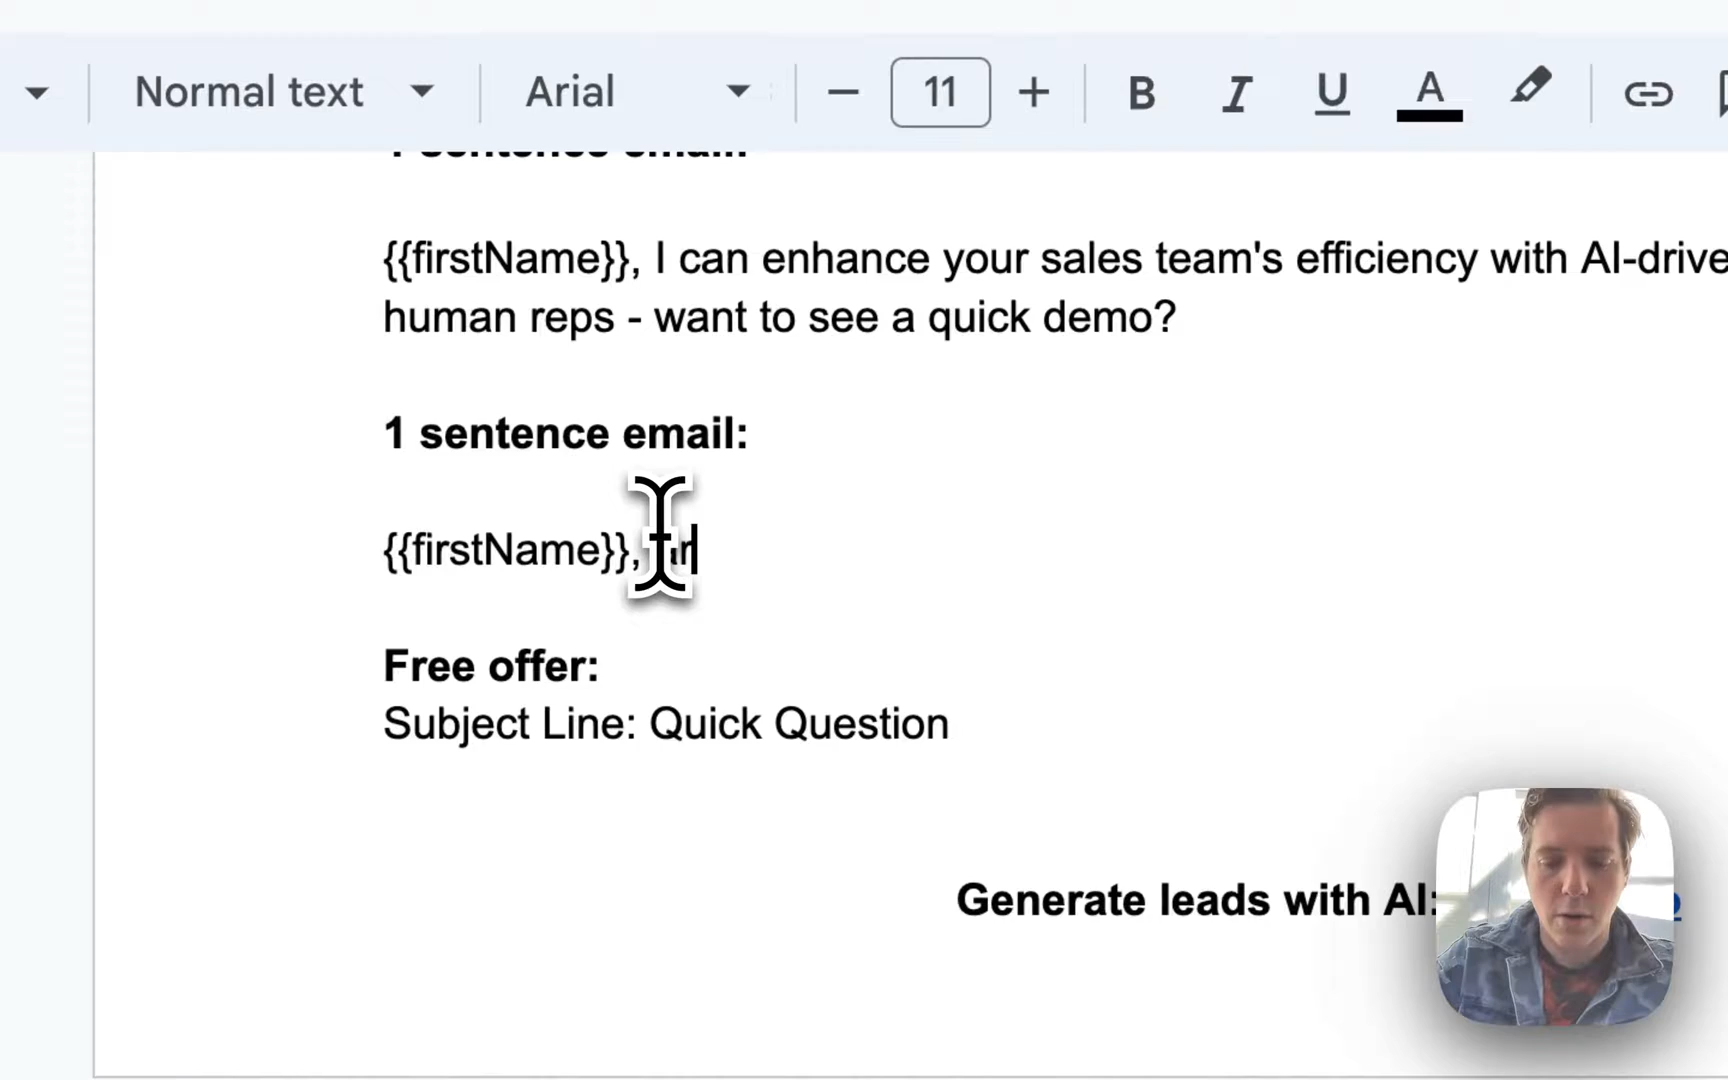 Normal text
Arial
11
B I U A
{{firstName}}, I can enhance your sales team's efficiency with AI-drive
human reps - want to see a quick demo?
1 sentence email:
{{firstName}},
Free offer:
Subject Line: Quick Question
Generate leads with AI: